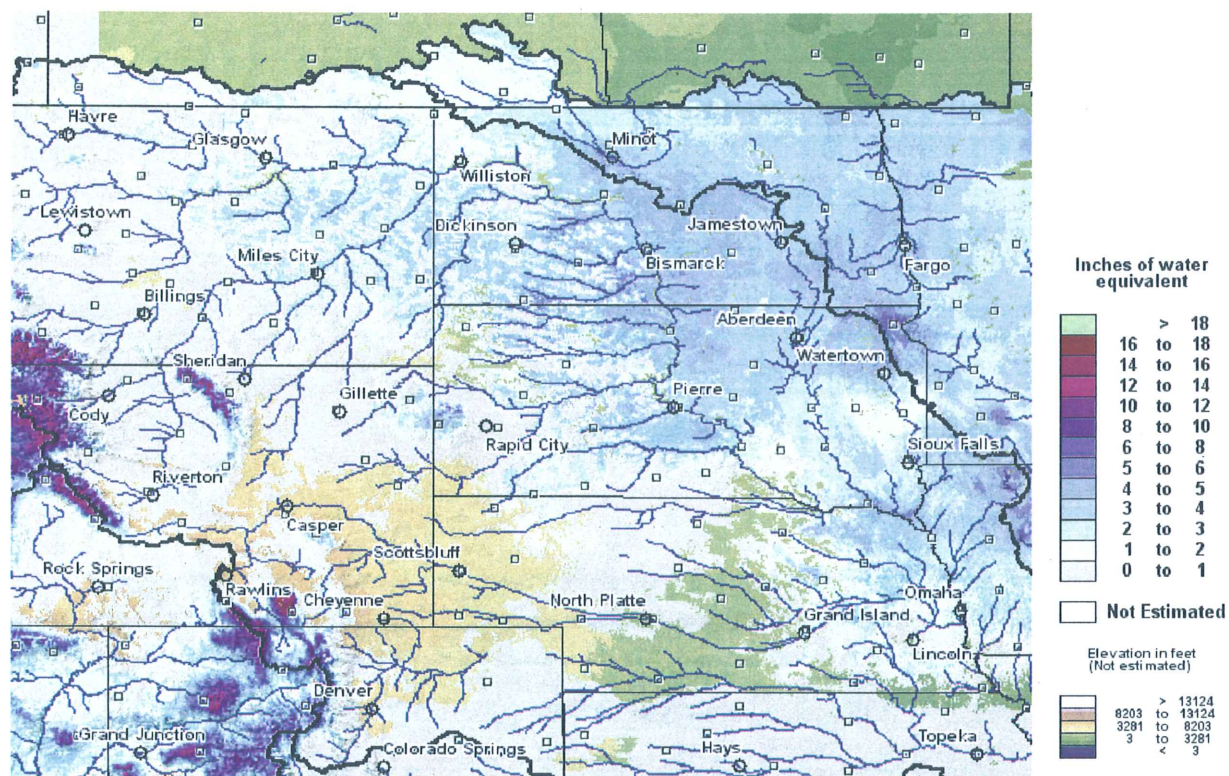 Havre
Glasgow
Minot
Williston
Lewistown
Dickinson
Jamestown
Miles City
Bismarck
Fargo
Billings
Aberdeen
Sheridan
Watertown
Cody
Gillette
Pierre
Rapid City
Sioux Falls
Riverton
Casper
Scottsbluff
Rock Springs
Rawlins
Cheyenne
North Platte
Omaha
Grand Island
Lincoln
Denver
Grand Junction
Colorado Springs
Hays
Topeka
Inches of water
equivalent
> 18
16 to 18
14 to 16
12 to 14
10 to 12
8 to 10
6 to 8
5 to 6
4 to 5
3 to 4
2 to 3
1 to 2
0 to 1
Not Estimated
Elevation in feet
(Not estimated)
> 13124
8203 to 13124
3281 to 8203
3 to 3281
< 3